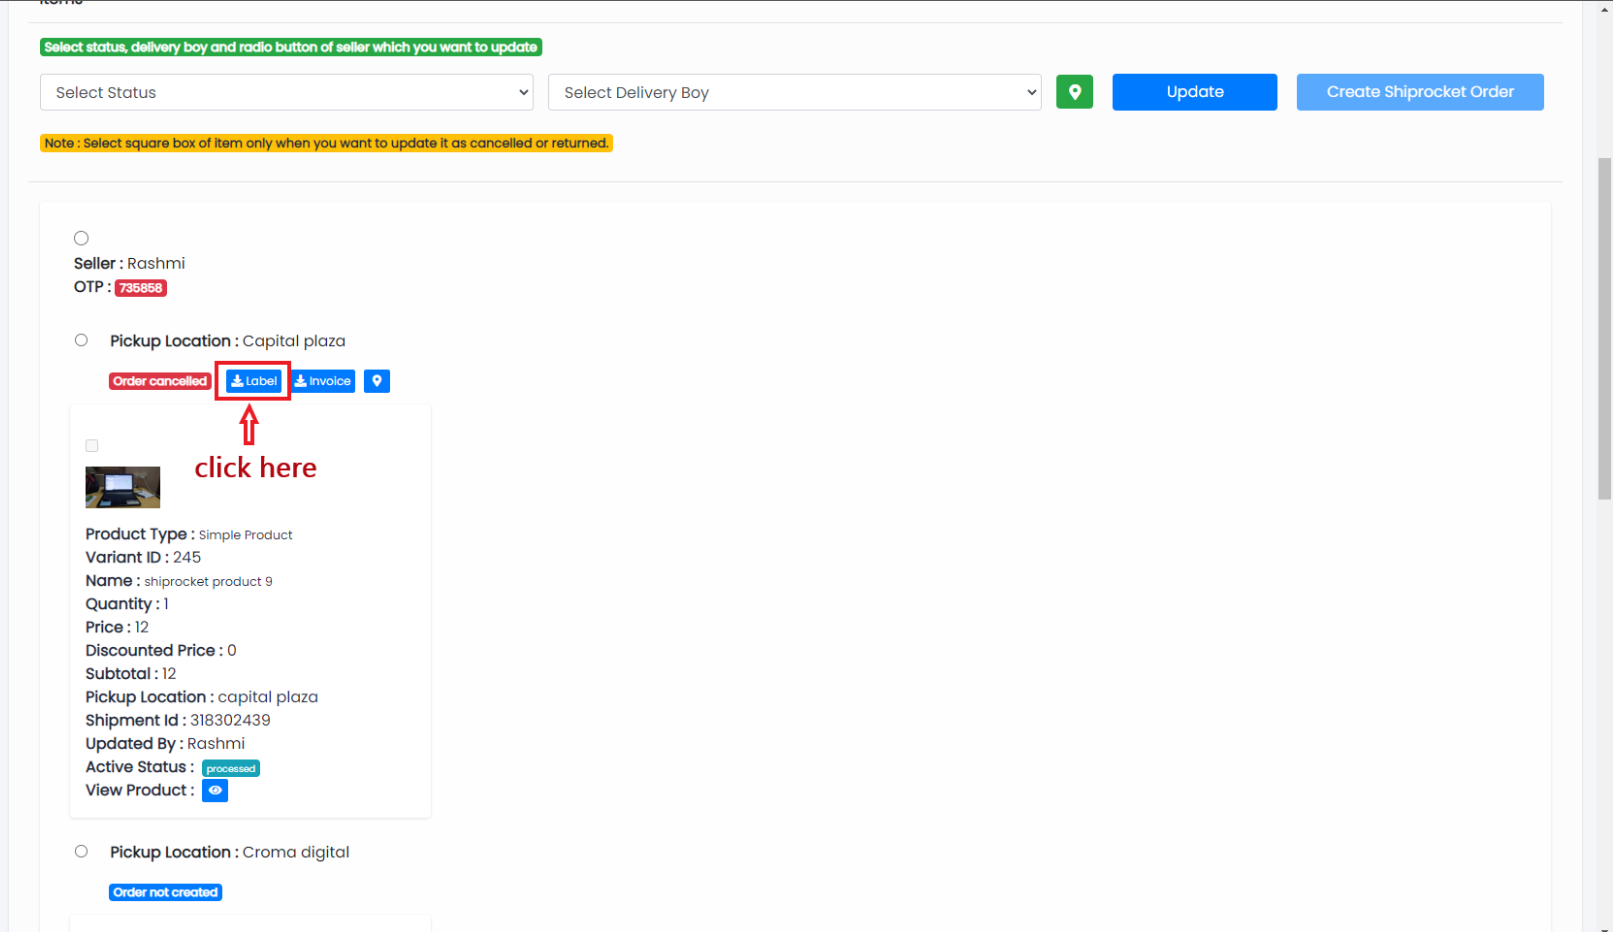 Items
Select status, delivery boy and radio button of seller which you want to update
Select Status
Select Delivery Boy
Update
Create Shiprocket Order
Note : Select square box of item only when you want to update it as cancelled or returned.
Seller : Rashmi
OTP : 735858
Pickup Location : Capital plaza
Order cancelled
Label
Invoice
click here
Product Type : Simple Product
Variant ID : 245
Name : shiprocket product 9
Quantity : 1
Price : 12
Discounted Price : 0
Subtotal : 12
Pickup Location : capital plaza
Shipment Id : 318302439
Updated By : Rashmi
Active Status : processed
View Product :
Pickup Location : Croma digital
Order not created